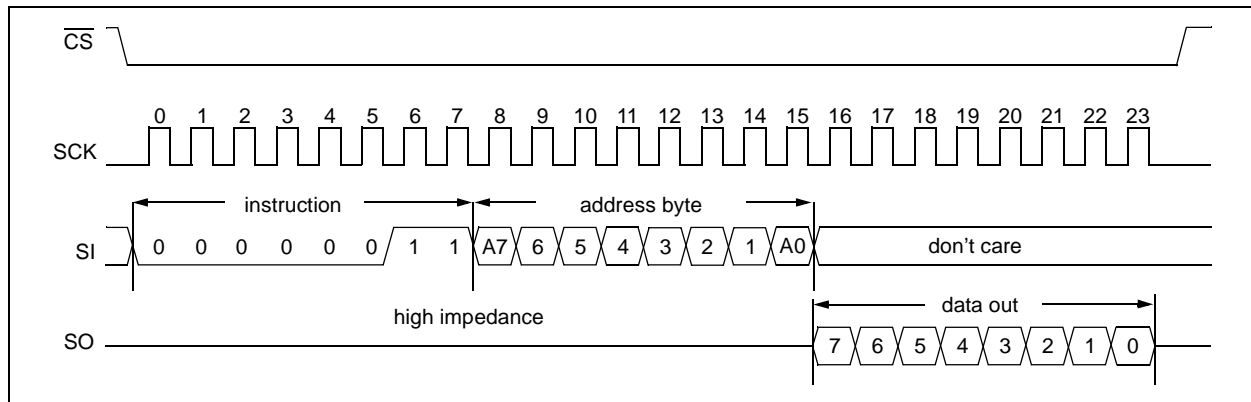 CS
0 1 2 3 4 5 6 7 8 9 10 11 12 13 14 15 16 17 18 19 20 21 22 23
SCK
instruction address byte
SI 0 0 0 0 0 0 1 1 A7 6 5 4 3 2 1 A0 don't care
high impedance data out
SO 7 6 5 4 3 2 1 0